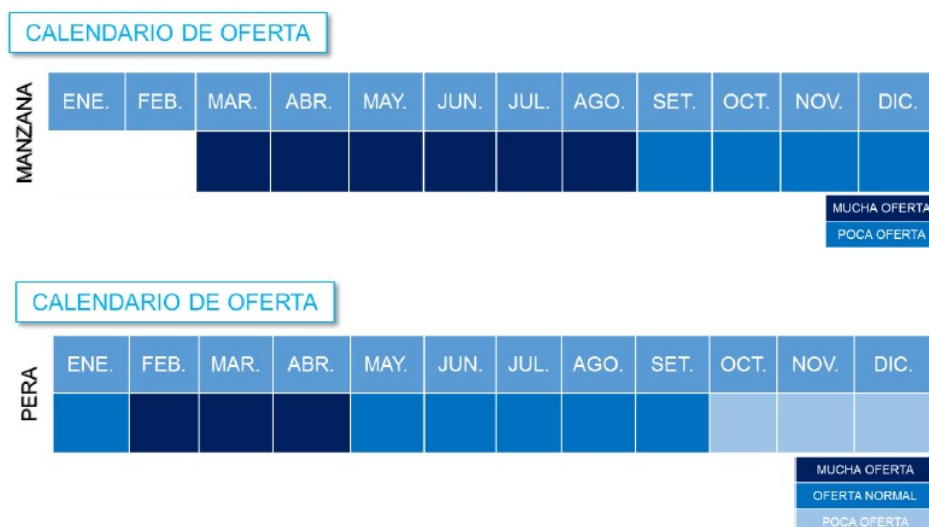 CALENDARIO DE OFERTA
MANZANA
ENE. FEB. MAR. ABR. MAY. JUN. JUL. AGO. SET. OCT. NOV. DIC.
MUCHA OFERTA
POCA OFERTA
CALENDARIO DE OFERTA
PERA
ENE. FEB. MAR. ABR. MAY. JUN. JUL. AGO. SET. OCT. NOV. DIC.
MUCHA OFERTA
OFERTA NORMAL
POCA OFERTA